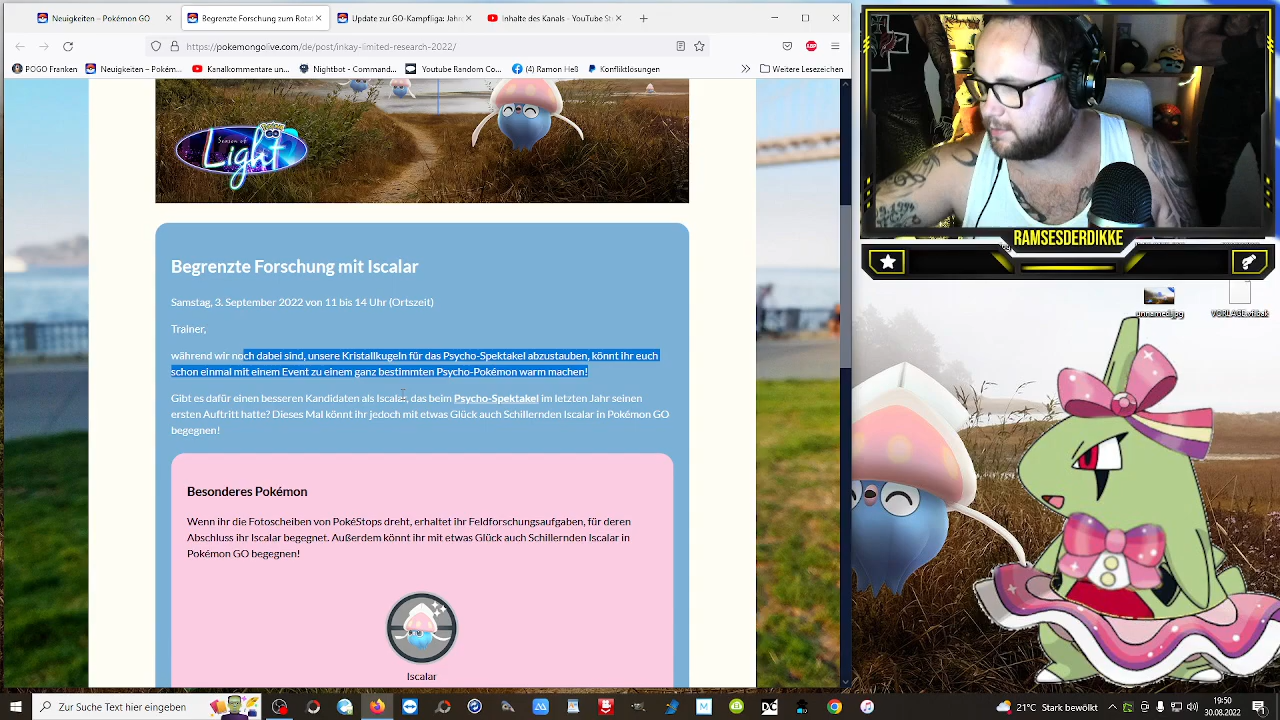 Neuigkeiten – Pokémon
Begrenzte Forschung Rotat
Update zur GO-Kampfliga: Jahr
Inhalte des Kanals - YouTube St
https://pokemongolive.com/de/post/nkay-limited-research-2022/
POGO Franken
Neuigkeiten – Pokém...
Kanalkommentare un...
Nightbot - Command...
Youtube Random Co...
(4) Ramon Heß
Konfliktlösungen
Weitere Lesezeichen
Season of
Light
Begrenzte Forschung mit Iscalar
Samstag, 3. September 2022 von 11 bis 14 Uhr (Ortszeit)
Trainer,
während wir noch dabei sind, unsere Kristallkugeln für das Psycho-Spektakel abzustauben, könnt ihr euch
schon einmal mit einem Event zu einem ganz bestimmten Psycho-Pokémon warm machen!
Gibt es dafür einen besseren Kandidaten als Iscalar, das beim Psycho-Spektakel im letzten Jahr seinen
ersten Auftritt hatte? Dieses Mal könnt ihr jedoch mit etwas Glück auch Schillernden Iscalar in Pokémon GO
begegnen!
Besonderes Pokémon
Wenn ihr die Fotoscheiben von PokéStops dreht, erhaltet ihr Feldforschungsaufgaben, für deren
Abschluss ihr Iscalar begegnet. Außerdem könnt ihr mit etwas Glück auch Schillernden Iscalar in
Pokémon GO begegnen!
Iscalar
RAMSESDERDIKKE
unnamed.jpg
VORLAGE.vfibak
Zur Suche Text hier eingeben
21°C Stark bewölkt
19:50
30.08.2022